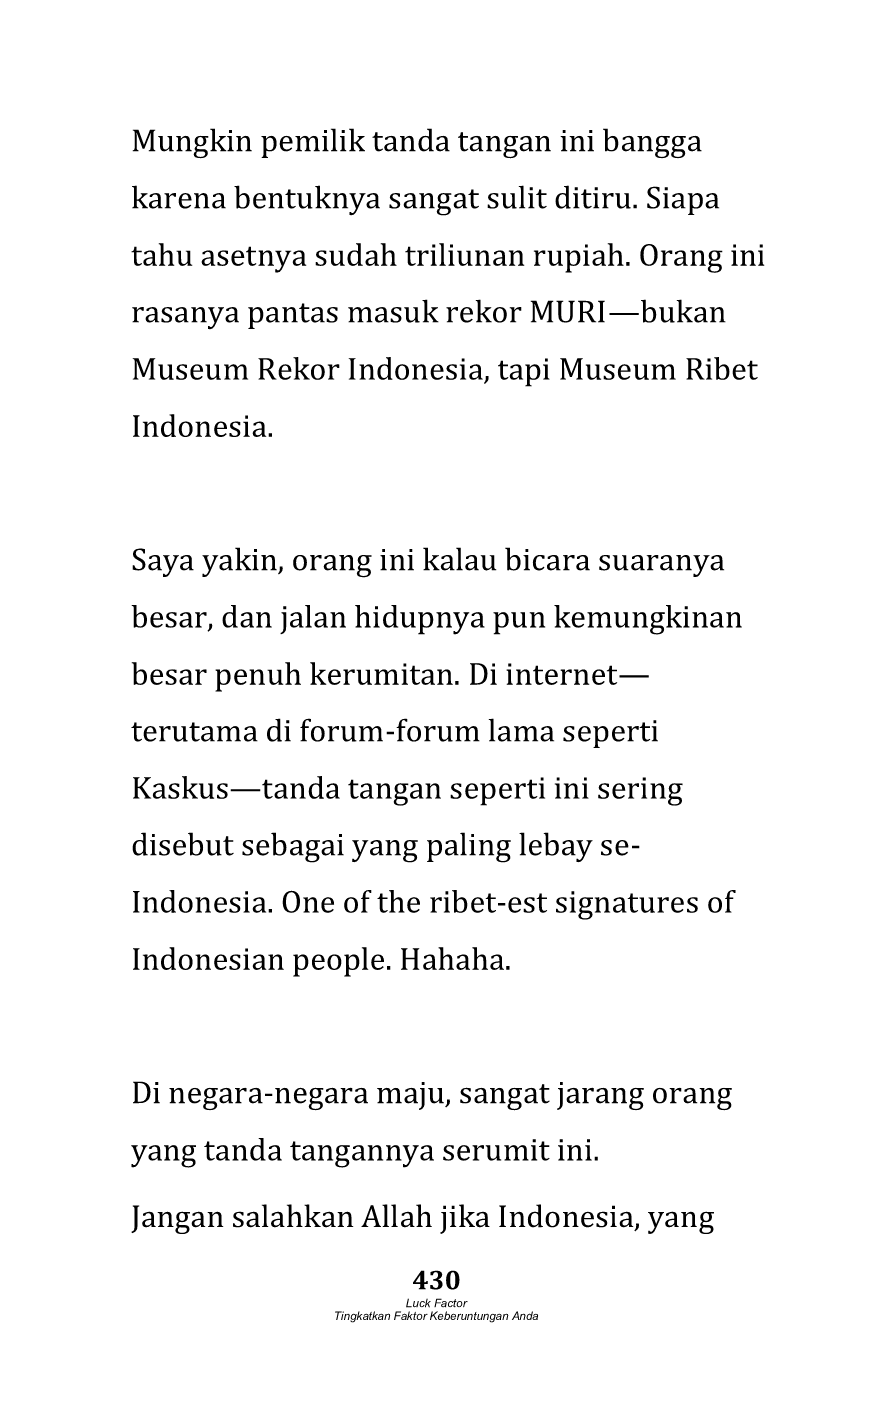 Mungkin pemilik tanda tangan ini bangga
karena bentuknya sangat sulit ditiru. Siapa
tahu asetnya sudah triliunan rupiah. Orang ini
rasanya pantas masuk rekor MURI—bukan
Museum Rekor Indonesia, tapi Museum Ribet
Indonesia.
Saya yakin, orang ini kalau bicara suaranya
besar, dan jalan hidupnya pun kemungkinan
besar penuh kerumitan. Di internet—
terutama di forum-forum lama seperti
Kaskus—tanda tangan seperti ini sering
disebut sebagai yang paling lebay se-
Indonesia. One of the ribet-est signatures of
Indonesian people. Hahaha.
Di negara-negara maju, sangat jarang orang
yang tanda tangannya serumit ini.
Jangan salahkan Allah jika Indonesia, yang
430
Luck Factor
Tingkatkan Faktor Keberuntungan Anda